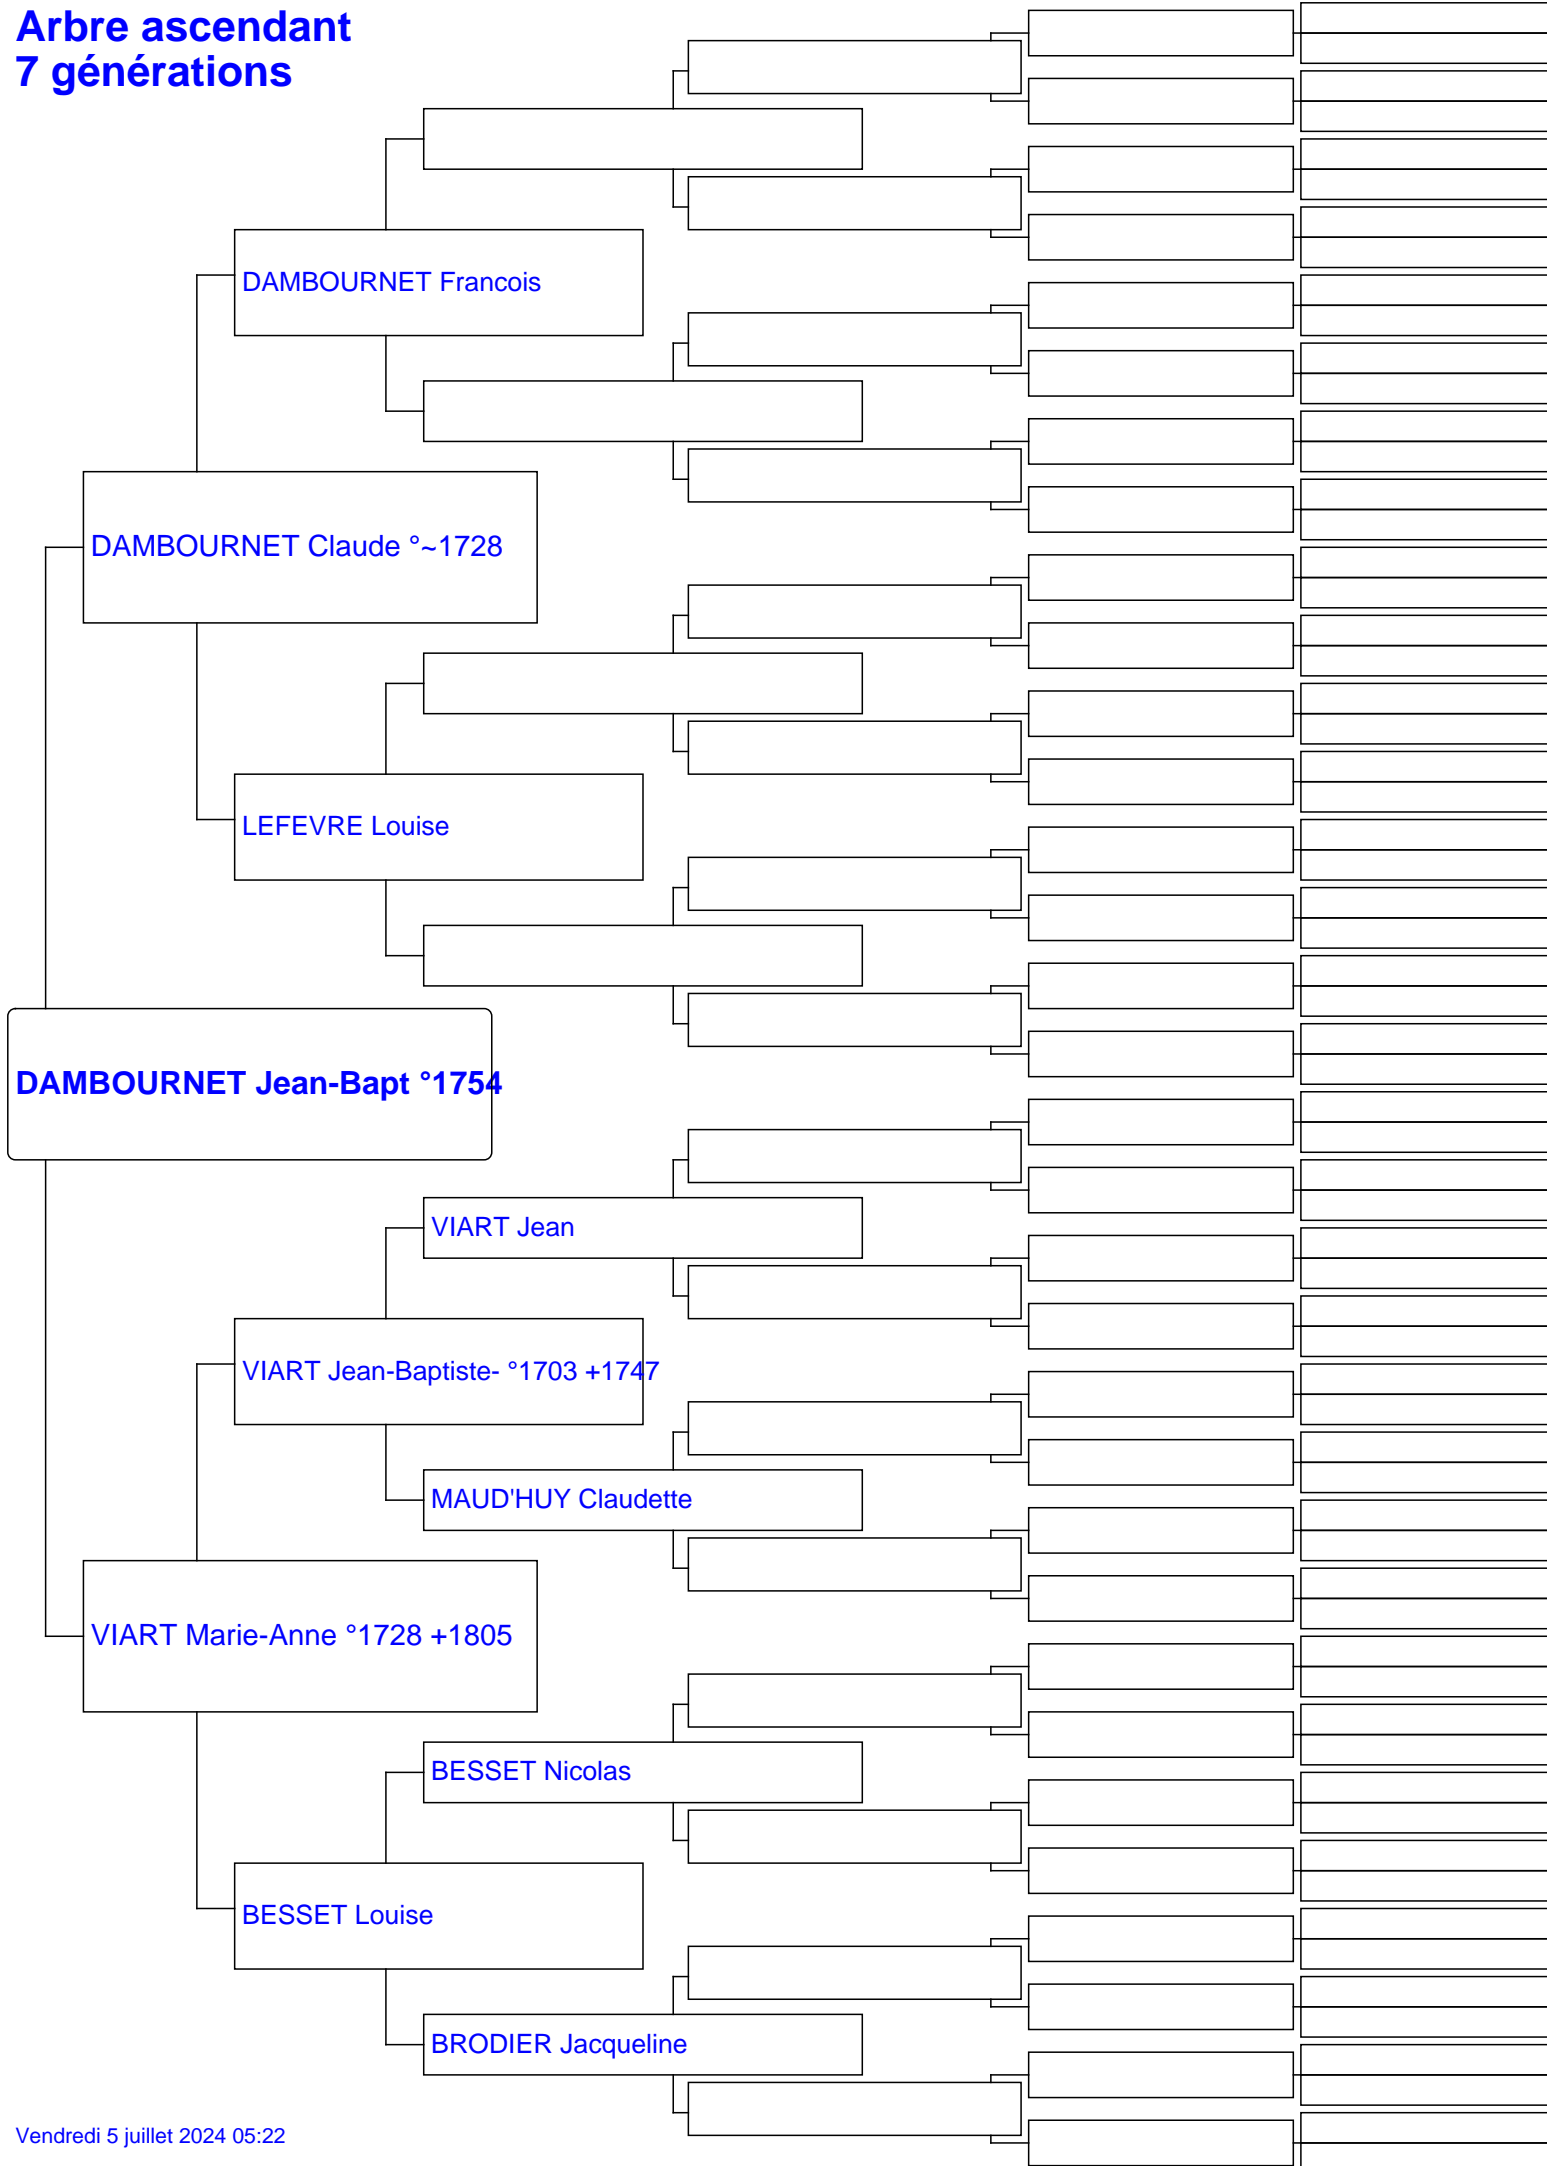 Arbre ascendant
7 générations
DAMBOURNET Francois
DAMBOURNET Claude °~1728
LEFEVRE Louise
DAMBOURNET Jean-Bapt °1754
VIART Jean
VIART Jean-Baptiste- °1703 +1747
MAUD'HUY Claudette
VIART Marie-Anne °1728 +1805
BESSET Nicolas
BESSET Louise
BRODIER Jacqueline
Vendredi 5 juillet 2024 05:22